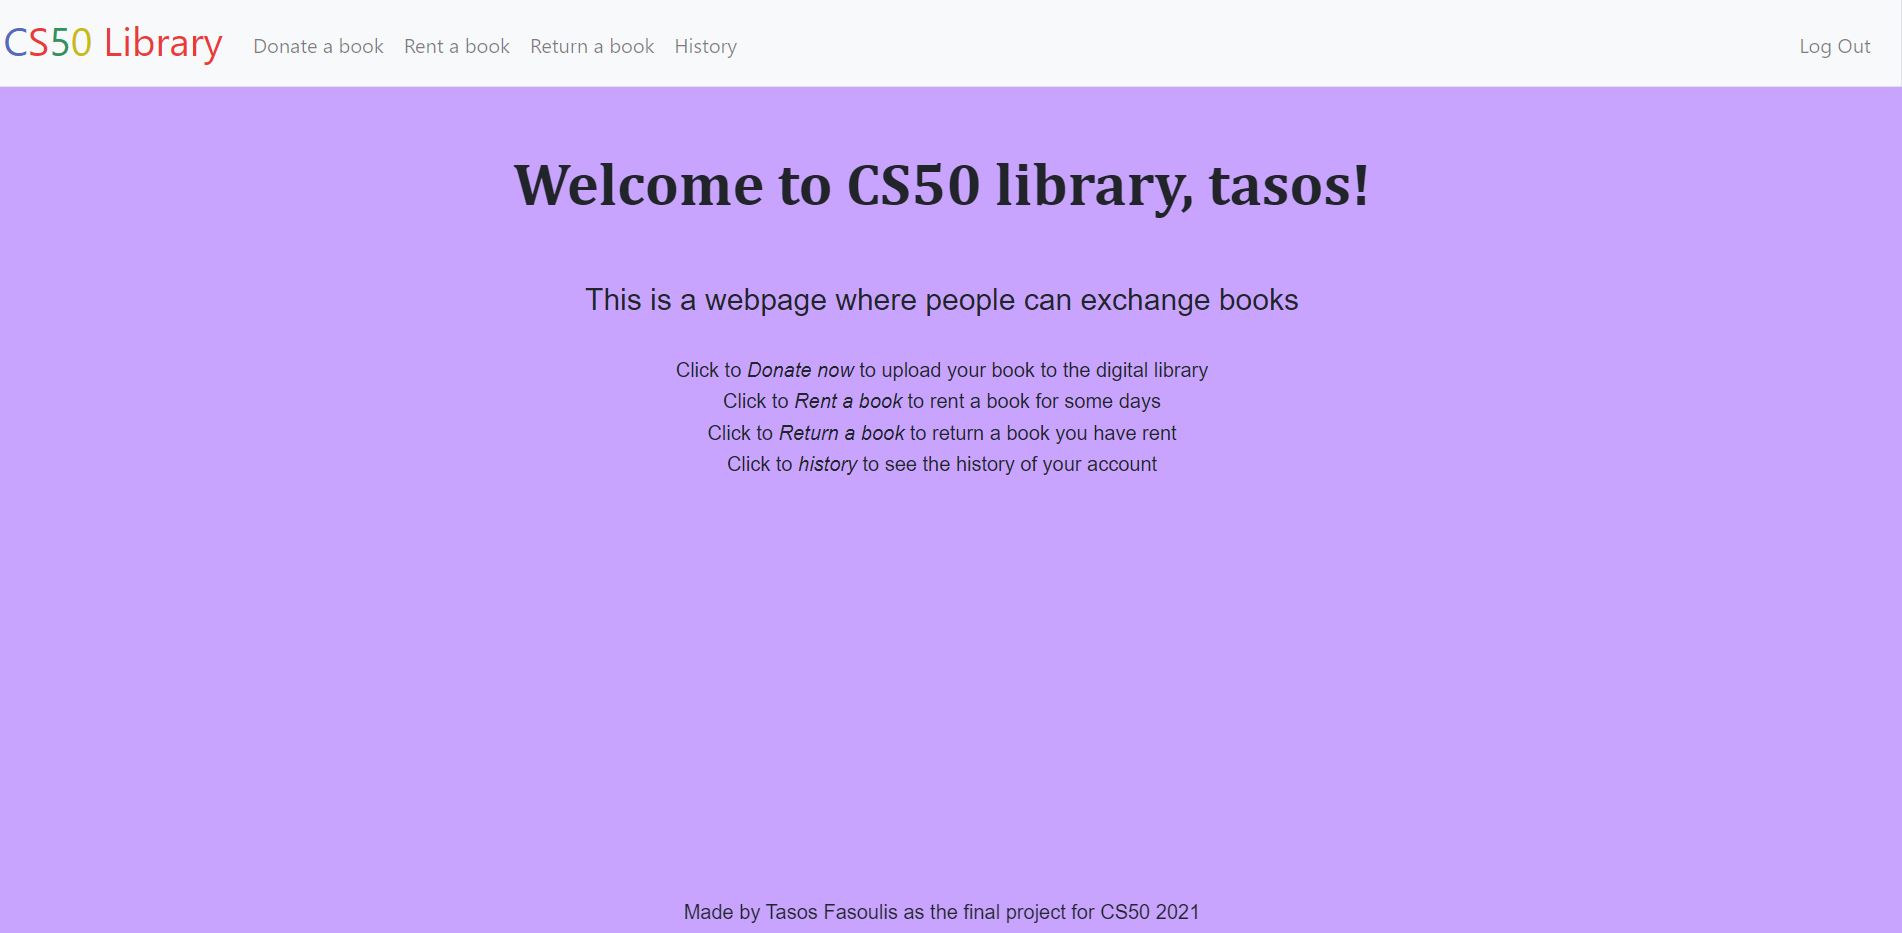 CS50 Library Donate a book Rent a book Return a book History Log Out
Welcome to CS50 library, tasos!
This is a webpage where people can exchange books
Click to Donate now to upload your book to the digital library
Click to Rent a book to rent a book for some days
Click to Return a book to return a book you have rent
Click to history to see the history of your account
Made by Tasos Fasoulis as the final project for CS50 2021